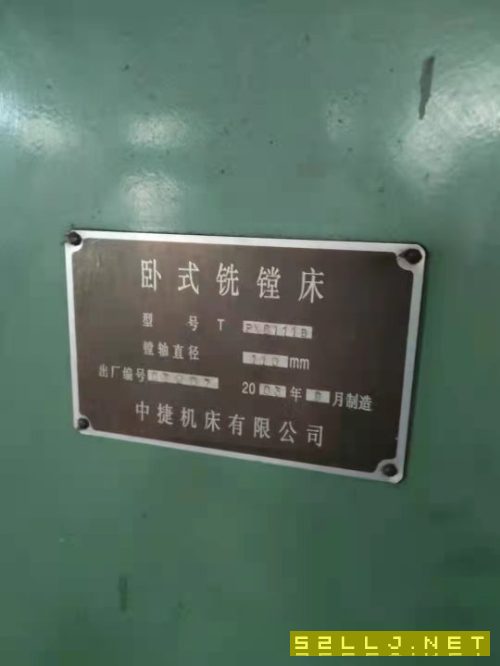 卧式铣镗床
型号 T
镗轴直径 110 mm
出厂编号 20 年 月制造
中捷机床有限公司
52LLJ.NET